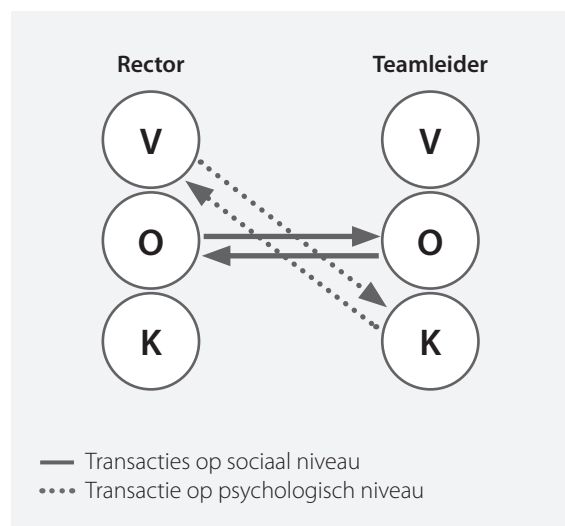 Rector Teamleider
V V
O O
K K
Transacties op sociaal niveau
Transactie op psychologisch niveau